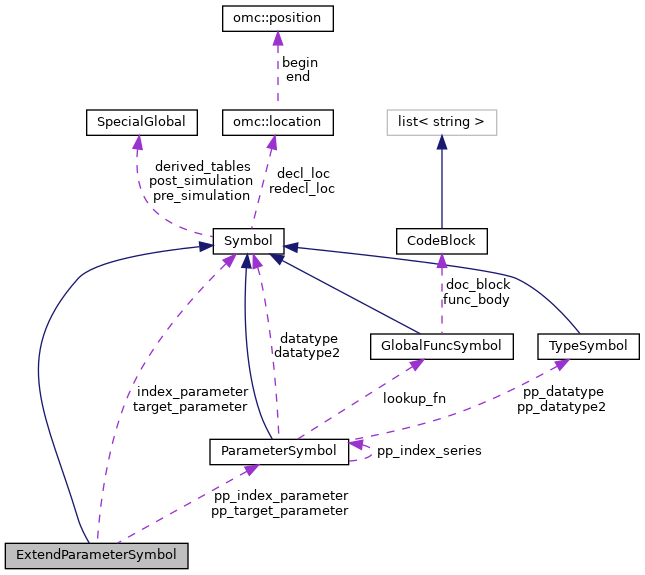 omc::position
begin
end
SpecialGlobal
omc::location
list< string >
derived_tables
post_simulation
pre_simulation
decl_loc
redecl_loc
Symbol
CodeBlock
doc_block
func_body
datatype
datatype2
GlobalFuncSymbol
TypeSymbol
index_parameter
target_parameter
lookup_fn
pp_datatype
pp_datatype2
ParameterSymbol
pp_index_series
pp_index_parameter
pp_target_parameter
ExtendParameterSymbol